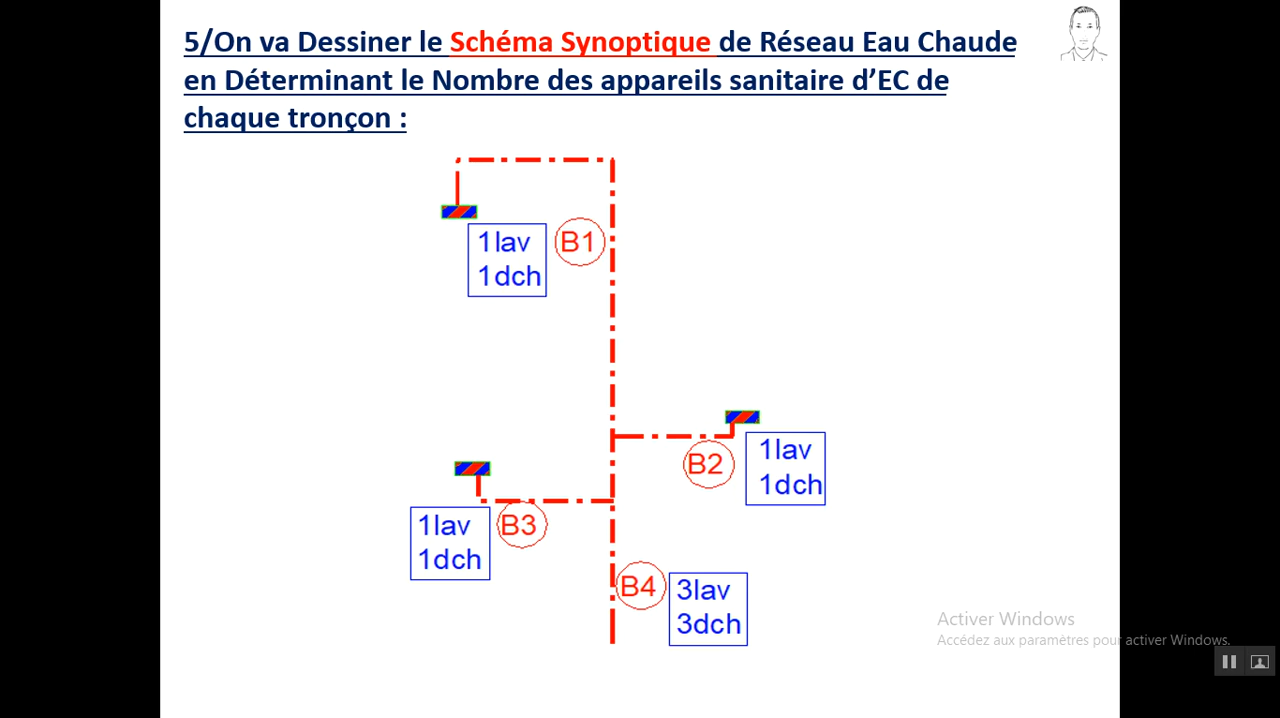 5/On va Dessiner le Schéma Synoptique de Réseau Eau Chaude
en Déterminant le Nombre des appareils sanitaire d’EC de
chaque tronçon :
1lav
1dch
B1
B2
1lav
1dch
1lav
1dch
B3
B4
3lav
3dch
Activer Windows
Accédez aux paramètres pour activer Windows.